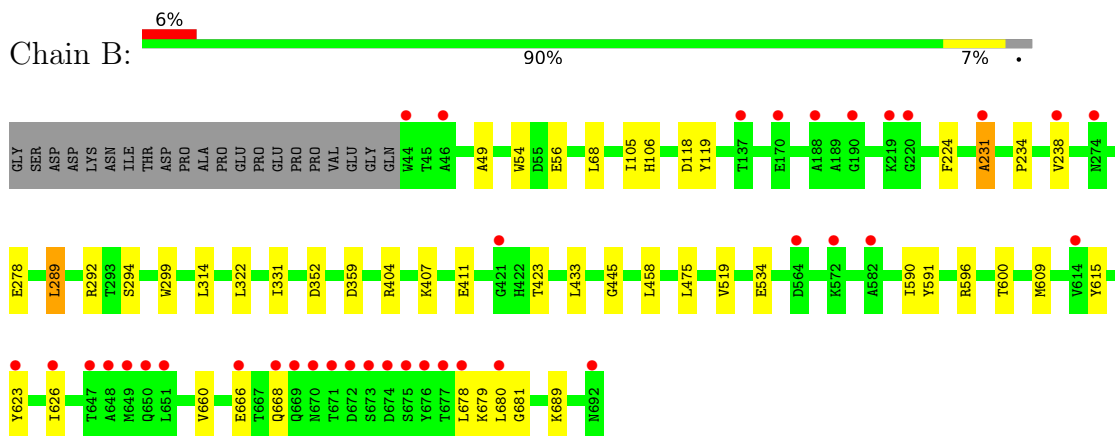 6%
Chain B:
90% 7% •
GLY SER ASP ASP LYS ASN ILE THR ASP PRO ALA PRO GLU PRO GLU PRO PRO VAL GLU GLY GLN W44 T45 A46 A49 W54 D55 E56 L68 I105 H106 D118 Y119 T137 E170 A188 A189 G190 K219 G220 F224 A231 P234 V238 N274
E278 L289 R292 T293 S294 W299 L314 L322 I331 D352 D359 R404 K407 E411 G421 H422 T423 L433 G445 L458 L475 V519 E534 D564 K572 A582 I590 Y591 R596 T600 M609 V614 Y615
Y623 I626 T647 A648 M649 Q650 L651 V660 E666 T667 Q668 Q669 N670 T671 D672 S673 D674 S675 Y676 T677 L678 K679 L680 G681 K689 N692